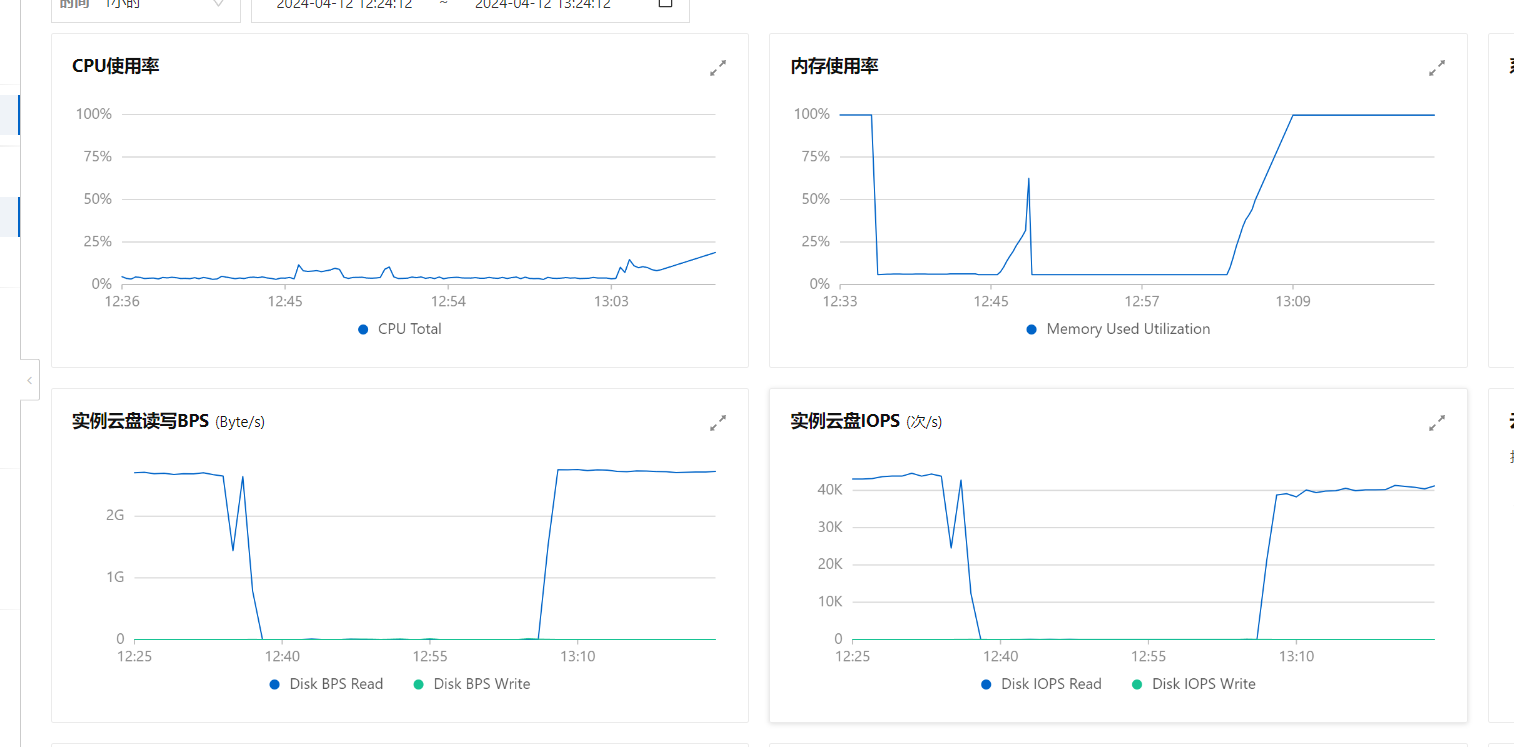 时间 1小时 2024-04-12 12:24:12 ~ 2024-04-12 13:24:12
CPU使用率
100%
75%
50%
25%
0%
12:36 12:45 12:54 13:03
CPU Total
内存使用率
100%
75%
50%
25%
0%
12:33 12:45 12:57 13:09
Memory Used Utilization
实例云盘读写BPS (Byte/s)
2G
1G
0
12:25 12:40 12:55 13:10
Disk BPS Read Disk BPS Write
实例云盘IOPS (次/s)
40K
30K
20K
10K
0
12:25 12:40 12:55 13:10
Disk IOPS Read Disk IOPS Write